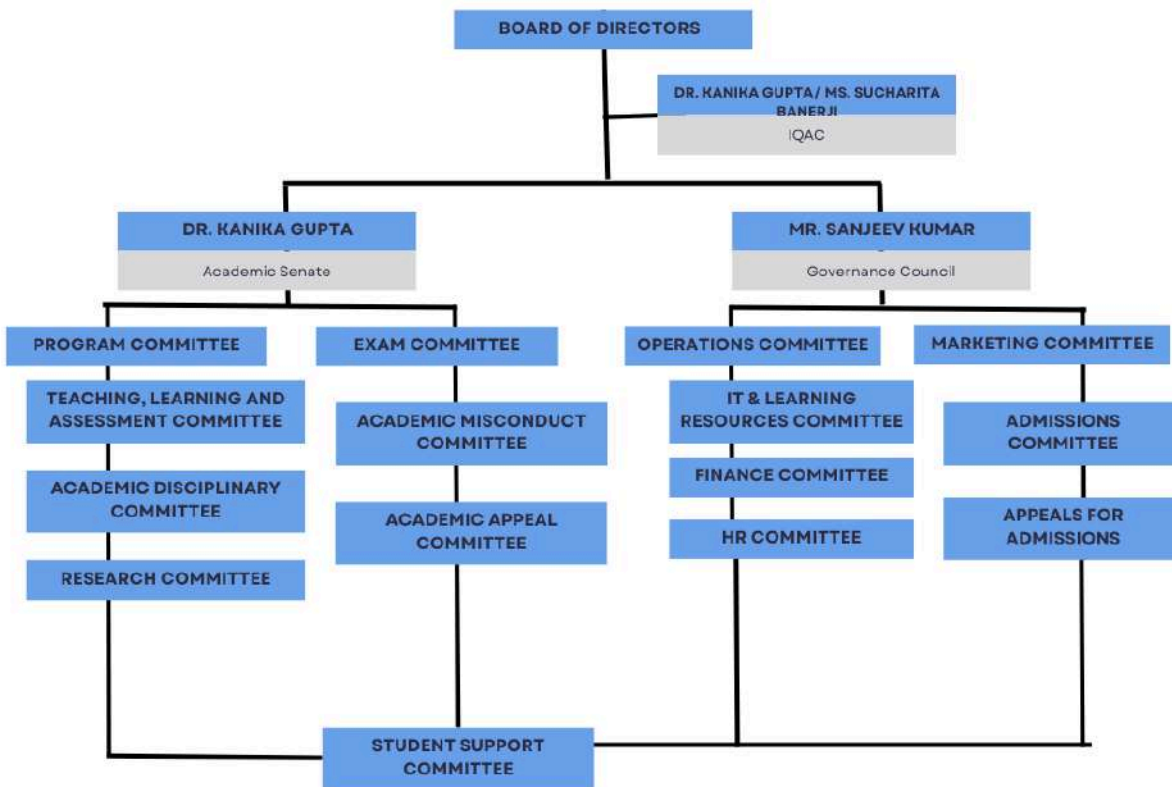 BOARD OF DIRECTORS
DR. KANIKA GUPTA/ MS. SUCHARITA
BANERJI
IQAC
DR. KANIKA GUPTA
Academic Senate
MR. SANJEEV KUMAR
Governance Council
PROGRAM COMMITTEE
TEACHING, LEARNING AND
ASSESSMENT COMMITTEE
ACADEMIC DISCIPLINARY
COMMITTEE
RESEARCH COMMITTEE
EXAM COMMITTEE
ACADEMIC MISCONDUCT
COMMITTEE
ACADEMIC APPEAL
COMMITTEE
OPERATIONS COMMITTEE
IT & LEARNING
RESOURCES COMMITTEE
FINANCE COMMITTEE
HR COMMITTEE
MARKETING COMMITTEE
ADMISSIONS
COMMITTEE
APPEALS FOR
ADMISSIONS
STUDENT SUPPORT
COMMITTEE